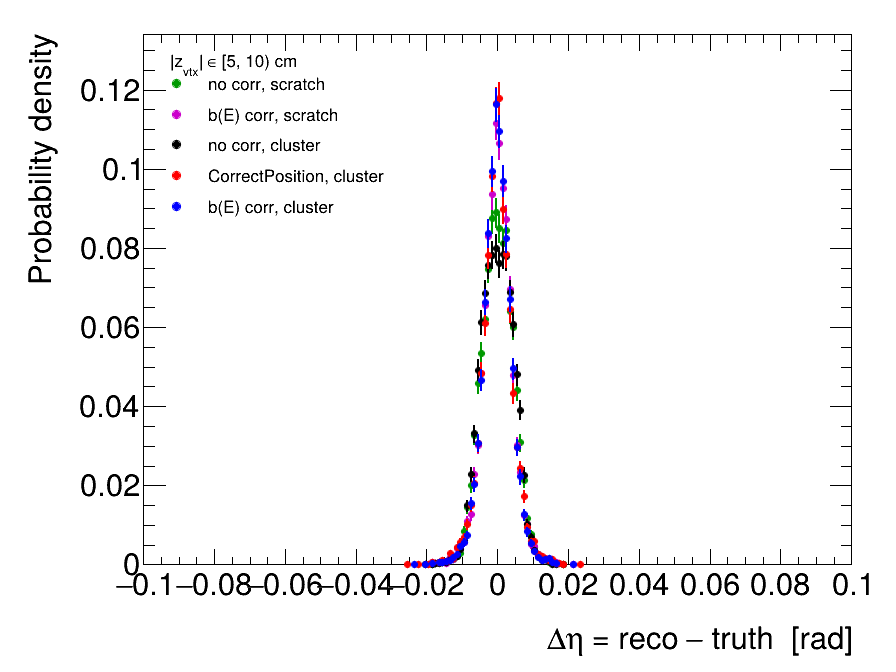 Probability density
|z_vtx| ∈ [5, 10) cm
no corr, scratch
b(E) corr, scratch
no corr, cluster
CorrectPosition, cluster
b(E) corr, cluster
0.12
0.1
0.08
0.06
0.04
0.02
0
−0.1 −0.08 −0.06 −0.04 −0.02 0 0.02 0.04 0.06 0.08 0.1
Δη = reco − truth [rad]